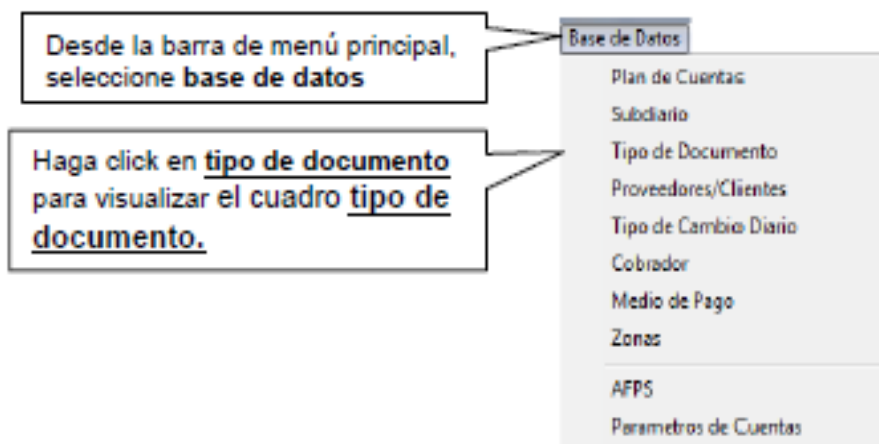 Desde la barra de menú principal,
seleccione base de datos
Haga click en tipo de documento
para visualizar el cuadro tipo de
documento.
Base de Datos
Plan de Cuentas
Subdiario
Tipo de Documento
Proveedores/Clientes
Tipo de Cambio Diario
Cobrador
Medio de Pago
Zonas
AFPS
Parametros de Cuentas